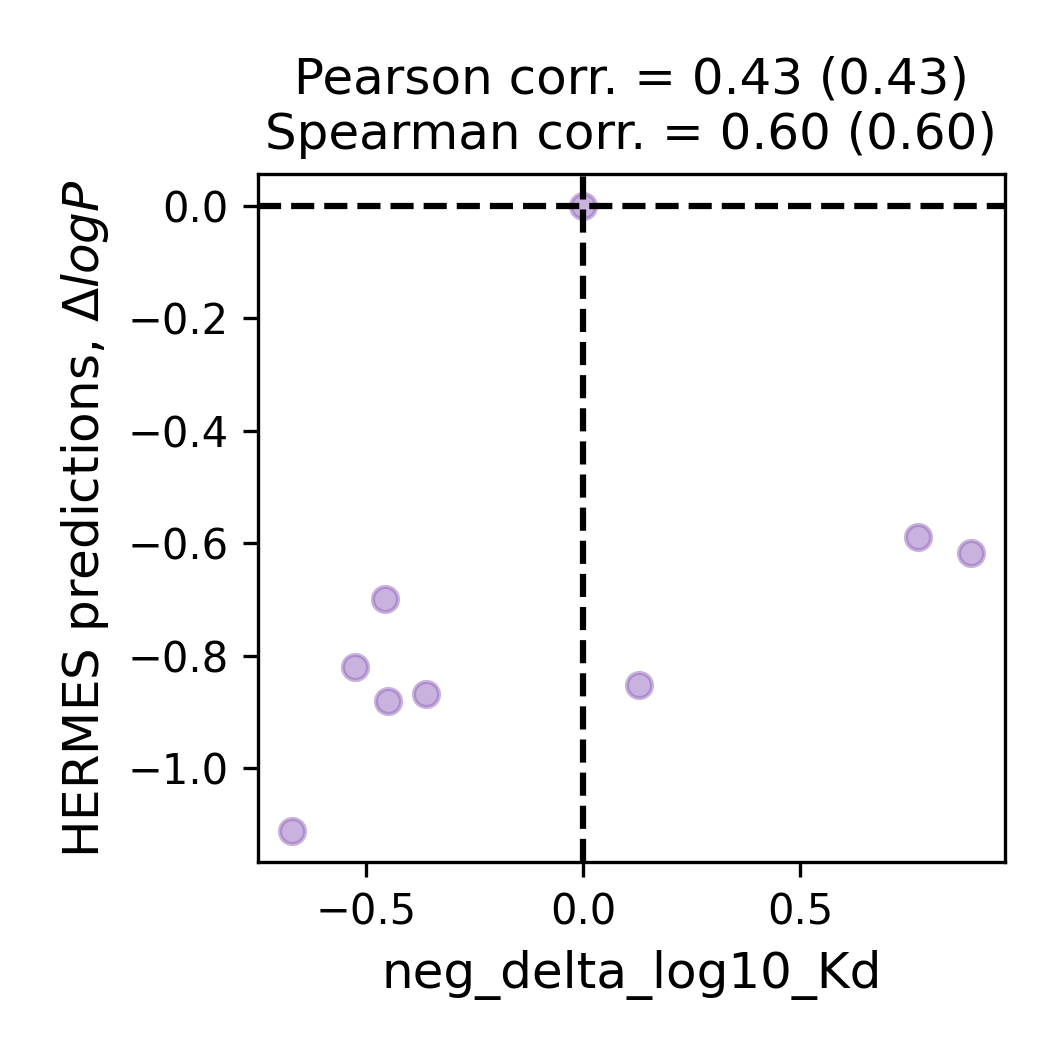 Pearson corr. = 0.43 (0.43)
Spearman corr. = 0.60 (0.60)
HERMES predictions, ΔlogP
0.0
−0.2
−0.4
−0.6
−0.8
−1.0
−0.5
0.0
0.5
neg_delta_log10_Kd